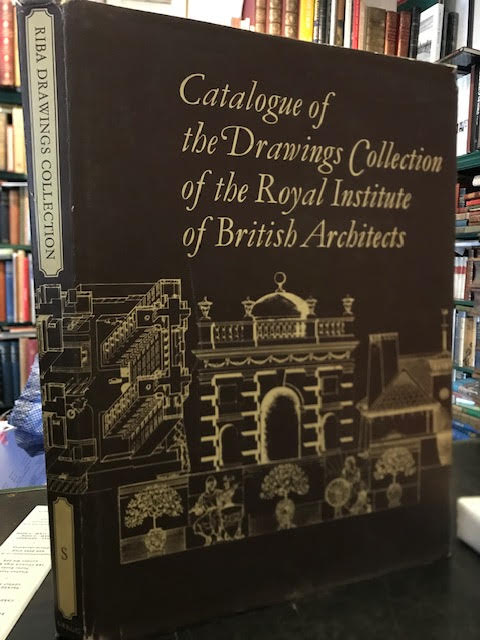 RIBA DRAWINGS COLLECTION
S
Catalogue of
the Drawings Collection
of the Royal Institute
of British Architects